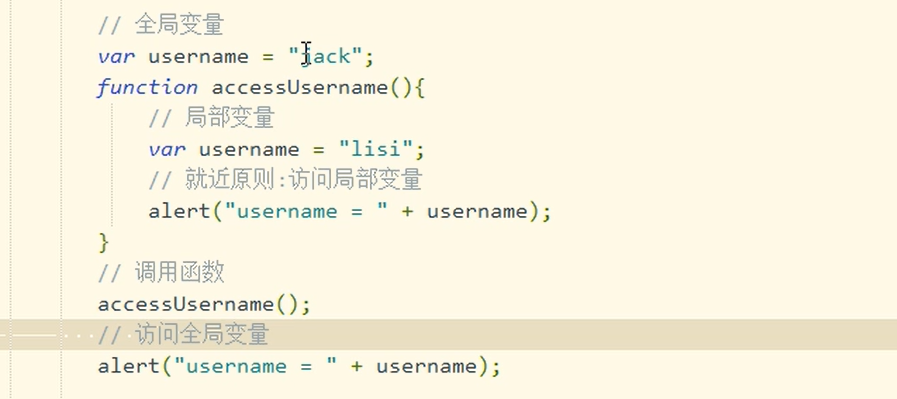 // 全局变量
var username = "jack";
function accessUsername(){
// 局部变量
var username = "lisi";
// 就近原则:访问局部变量
alert("username = " + username);
}
// 调用函数
accessUsername();
// 访问全局变量
alert("username = " + username);